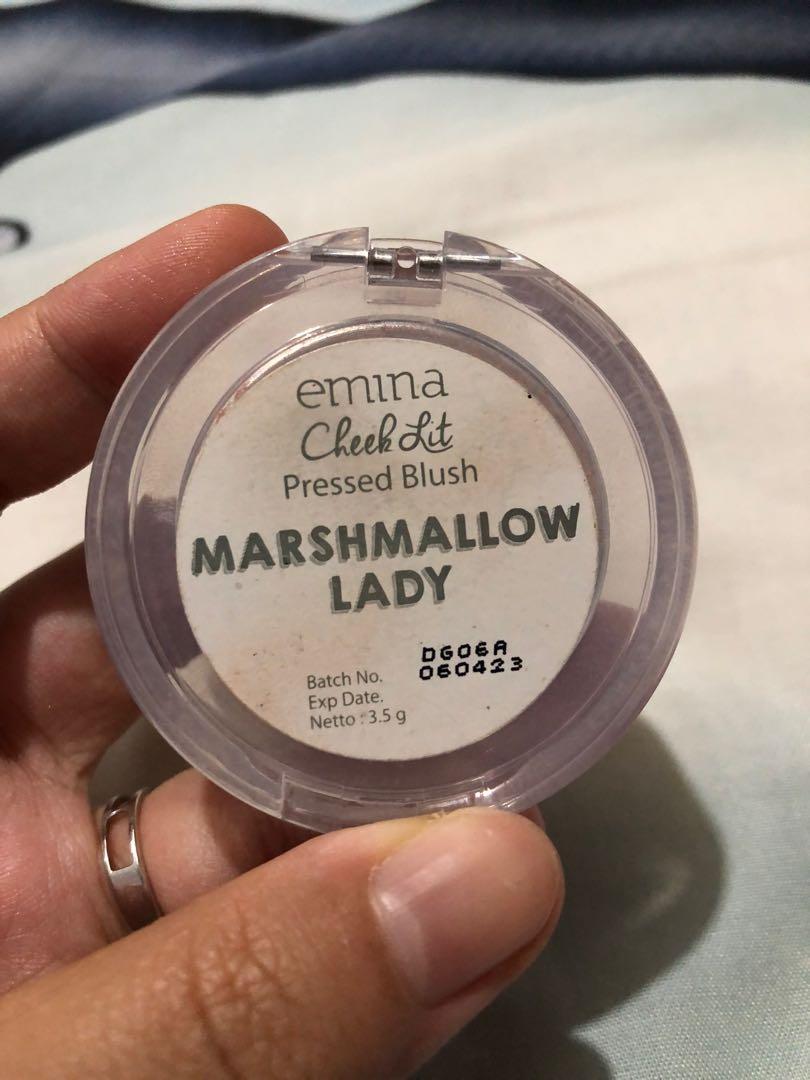 emina
Cheek Lit
Pressed Blush
MARSHMALLOW
LADY
Batch No. DG06A
Exp Date. 060423
Netto : 3.5 g